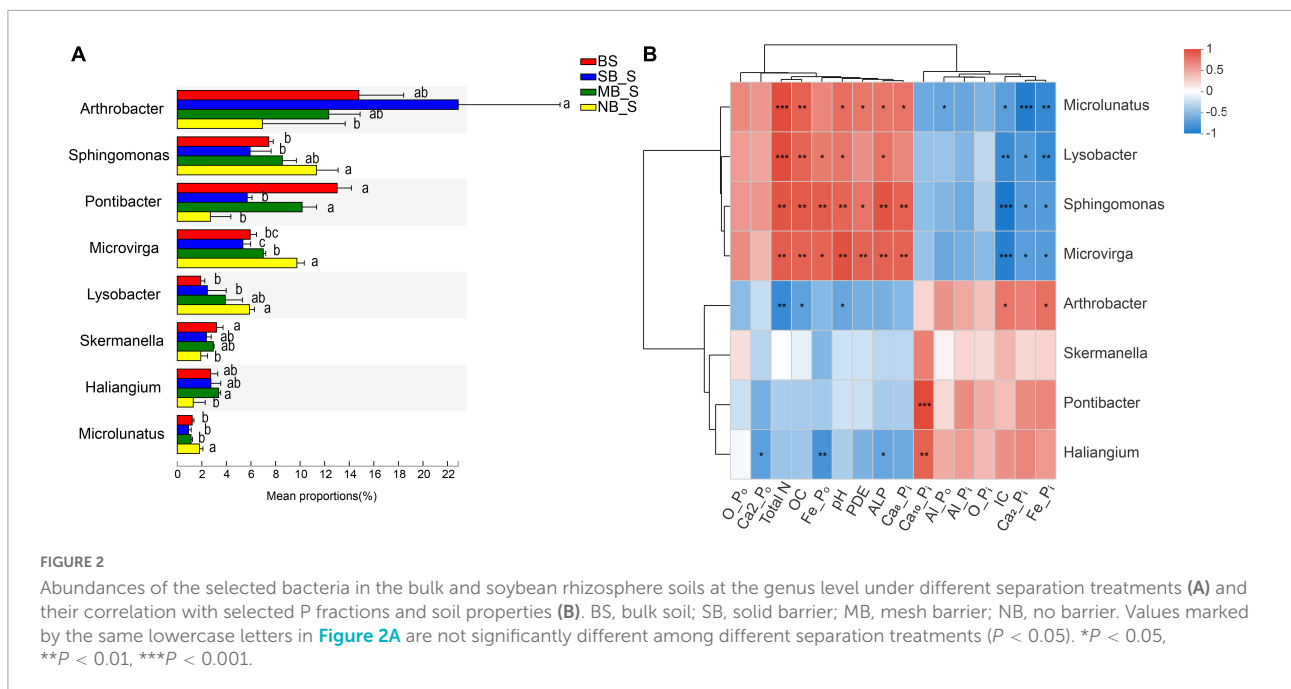 A
BS
SB_S
MB_S
NB_S
Arthrobacter
ab
a
ab
b
Sphingomonas
b
b
ab
a
Pontibacter
a
b
a
b
Microvirga
bc
c
b
a
Lysobacter
b
b
ab
a
Skermanella
a
ab
ab
b
Haliangium
ab
ab
a
b
Microlunatus
b
b
b
a
0 2 4 6 8 10 12 14 16 18 20 22
Mean proportions(%)
B
1
0.5
0
-0.5
-1
*** ** * * * * * * *** ** Microlunatus
*** ** * * * ** * ** Lysobacter
** ** ** ** * ** ** *** * * Sphingomonas
** ** * ** ** ** ** *** * * Microvirga
** * * * * Arthrobacter
Skermanella
*** Pontibacter
* ** * ** Haliangium
O_Pₒ Ca2_Pₒ Total N OC Fe_Pₒ pH PDE ALP Ca₈_Pᵢ Ca₁₀_Pᵢ Al_Pₒ Al_Pᵢ O_Pᵢ IC Ca₂_Pᵢ Fe_Pᵢ
FIGURE 2
Abundances of the selected bacteria in the bulk and soybean rhizosphere soils at the genus level under different separation treatments (A) and
their correlation with selected P fractions and soil properties (B). BS, bulk soil; SB, solid barrier; MB, mesh barrier; NB, no barrier. Values marked
by the same lowercase letters in Figure 2A are not significantly different among different separation treatments (P < 0.05). *P < 0.05,
**P < 0.01, ***P < 0.001.